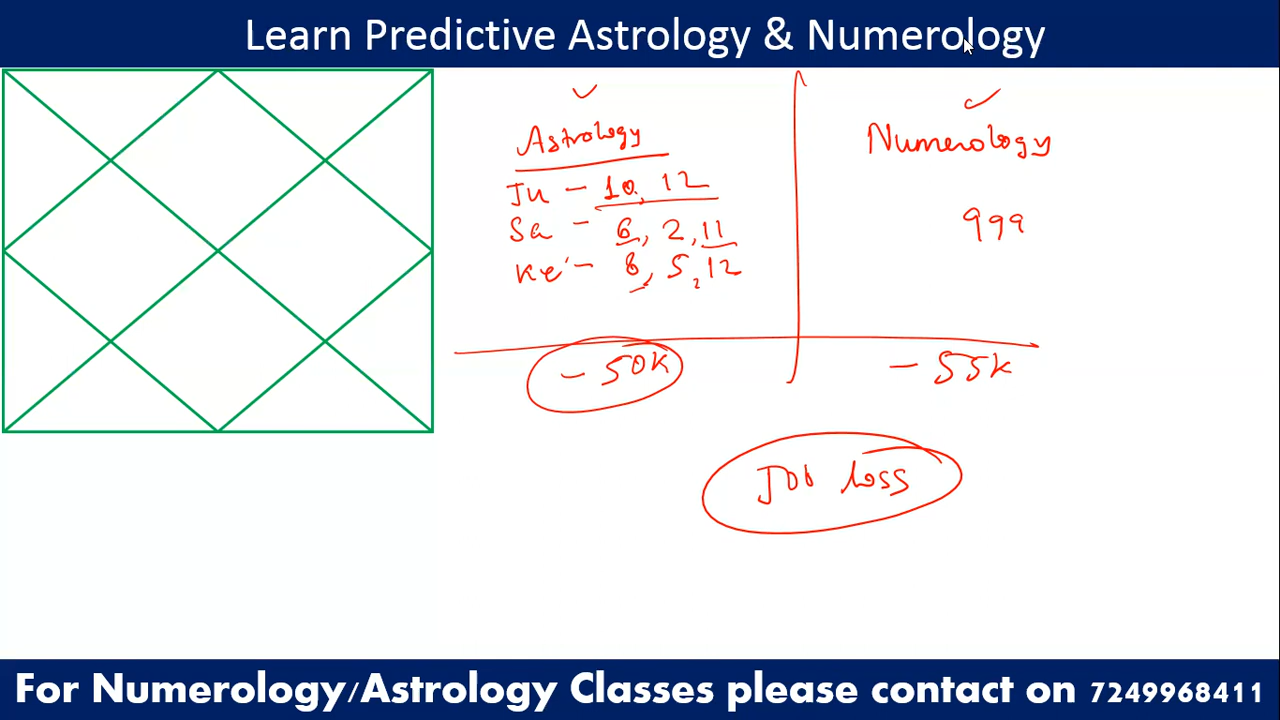 Learn Predictive Astrology & Numerology
Astrology
Ju - 10, 12
Sa - 6, 2, 11
Ke - 8, 5, 12
- 50K
Numerology
999
- 55K
Job loss
For Numerology/Astrology Classes please contact on 7249968411